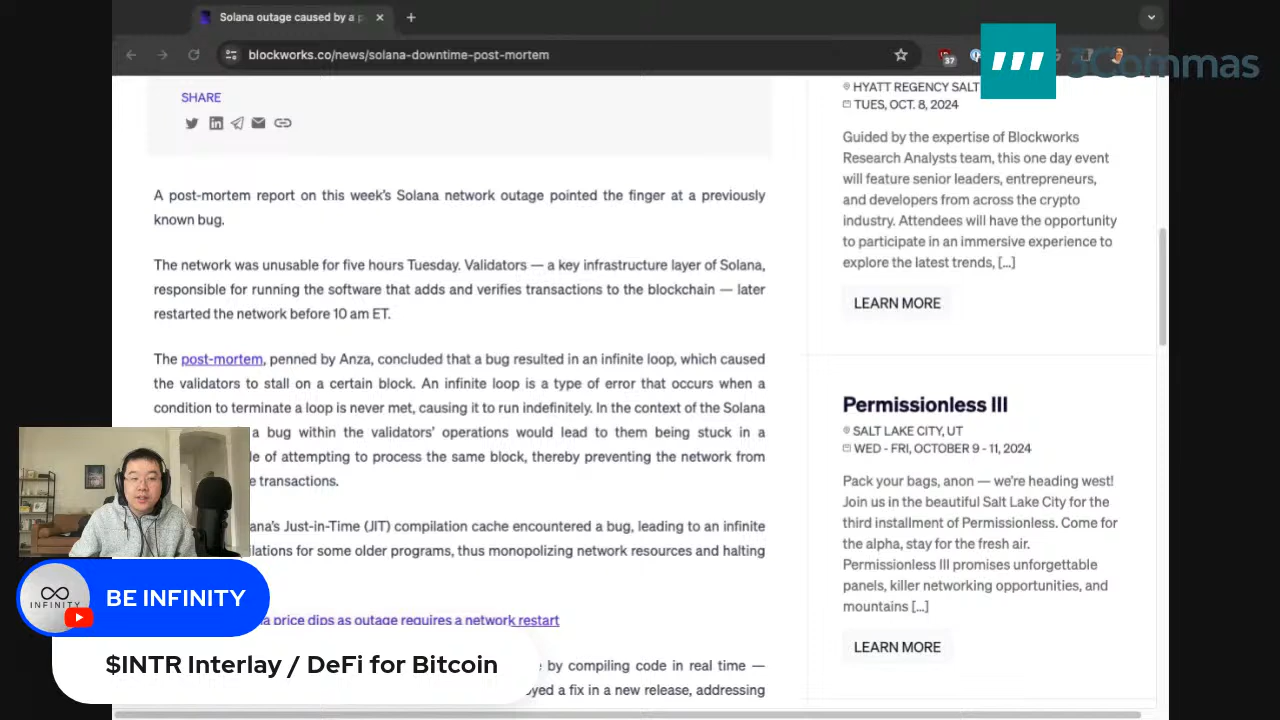 Solana outage caused by a p
blockworks.co/news/solana-downtime-post-mortem
37
3Commas
SHARE
A post-mortem report on this week's Solana network outage pointed the finger at a previously
known bug.
The network was unusable for five hours Tuesday. Validators — a key infrastructure layer of Solana,
responsible for running the software that adds and verifies transactions to the blockchain — later
restarted the network before 10 am ET.
The post-mortem, penned by Anza, concluded that a bug resulted in an infinite loop, which caused
the validators to stall on a certain block. An infinite loop is a type of error that occurs when a
condition to terminate a loop is never met, causing it to run indefinitely. In the context of the Solana
a bug within the validators' operations would lead to them being stuck in a
of attempting to process the same block, thereby preventing the network from
transactions.
Just-in-Time (JIT) compilation cache encountered a bug, leading to an infinite
for some older programs, thus monopolizing network resources and halting
price dips as outage requires a network restart
by compiling code in real time —
a fix in a new release, addressing
HYATT REGENCY SALT
TUES, OCT. 8, 2024
Guided by the expertise of Blockworks
Research Analysts team, this one day event
will feature senior leaders, entrepreneurs,
and developers from across the crypto
industry. Attendees will have the opportunity
to participate in an immersive experience to
explore the latest trends, [...]
LEARN MORE
Permissionless III
SALT LAKE CITY, UT
WED - FRI, OCTOBER 9 - 11, 2024
Pack your bags, anon — we're heading west!
Join us in the beautiful Salt Lake City for the
third installment of Permissionless. Come for
the alpha, stay for the fresh air.
Permissionless III promises unforgettable
panels, killer networking opportunities, and
mountains [...]
LEARN MORE
INFINITY
BE INFINITY
$INTR Interlay / DeFi for Bitcoin